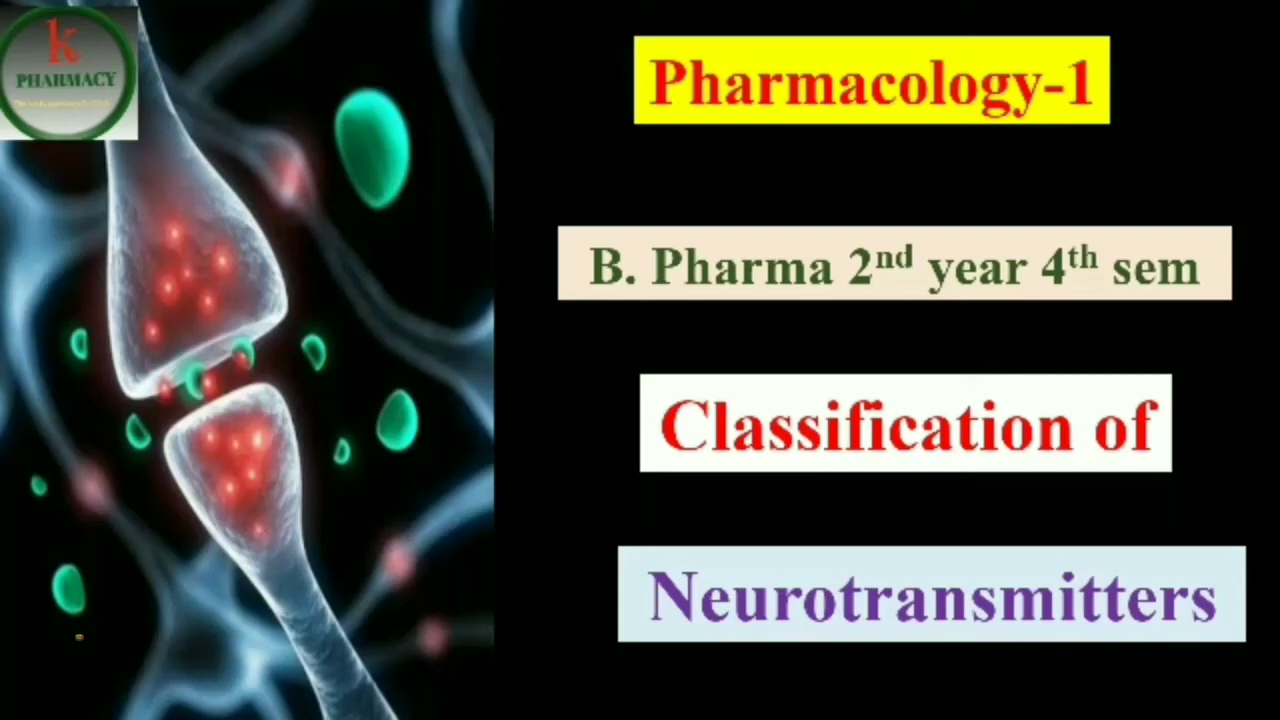 k
PHARMACY
Pharmacology-1
B. Pharma 2nd year 4th sem
Classification of
Neurotransmitters